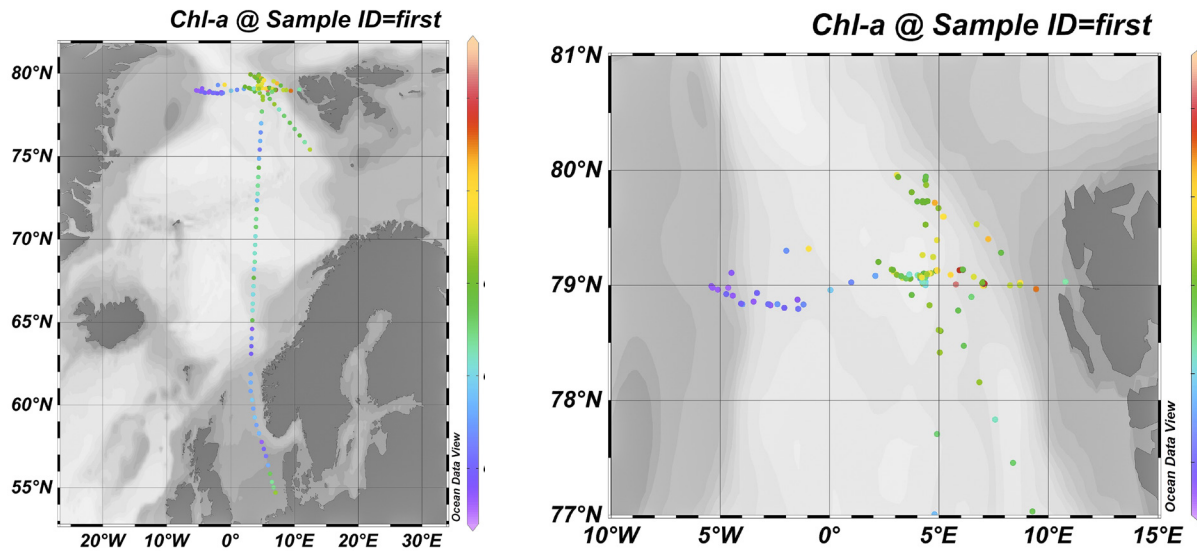 Chl-a @ Sample ID=first
80°N
75°N
70°N
65°N
60°N
55°N
20°W
10°W
0°
10°E
20°E
30°E
Ocean Data View
Chl-a @ Sample ID=first
81°N
80°N
79°N
78°N
77°N
10°W
5°W
0°
5°E
10°E
15°E
Ocean Data View